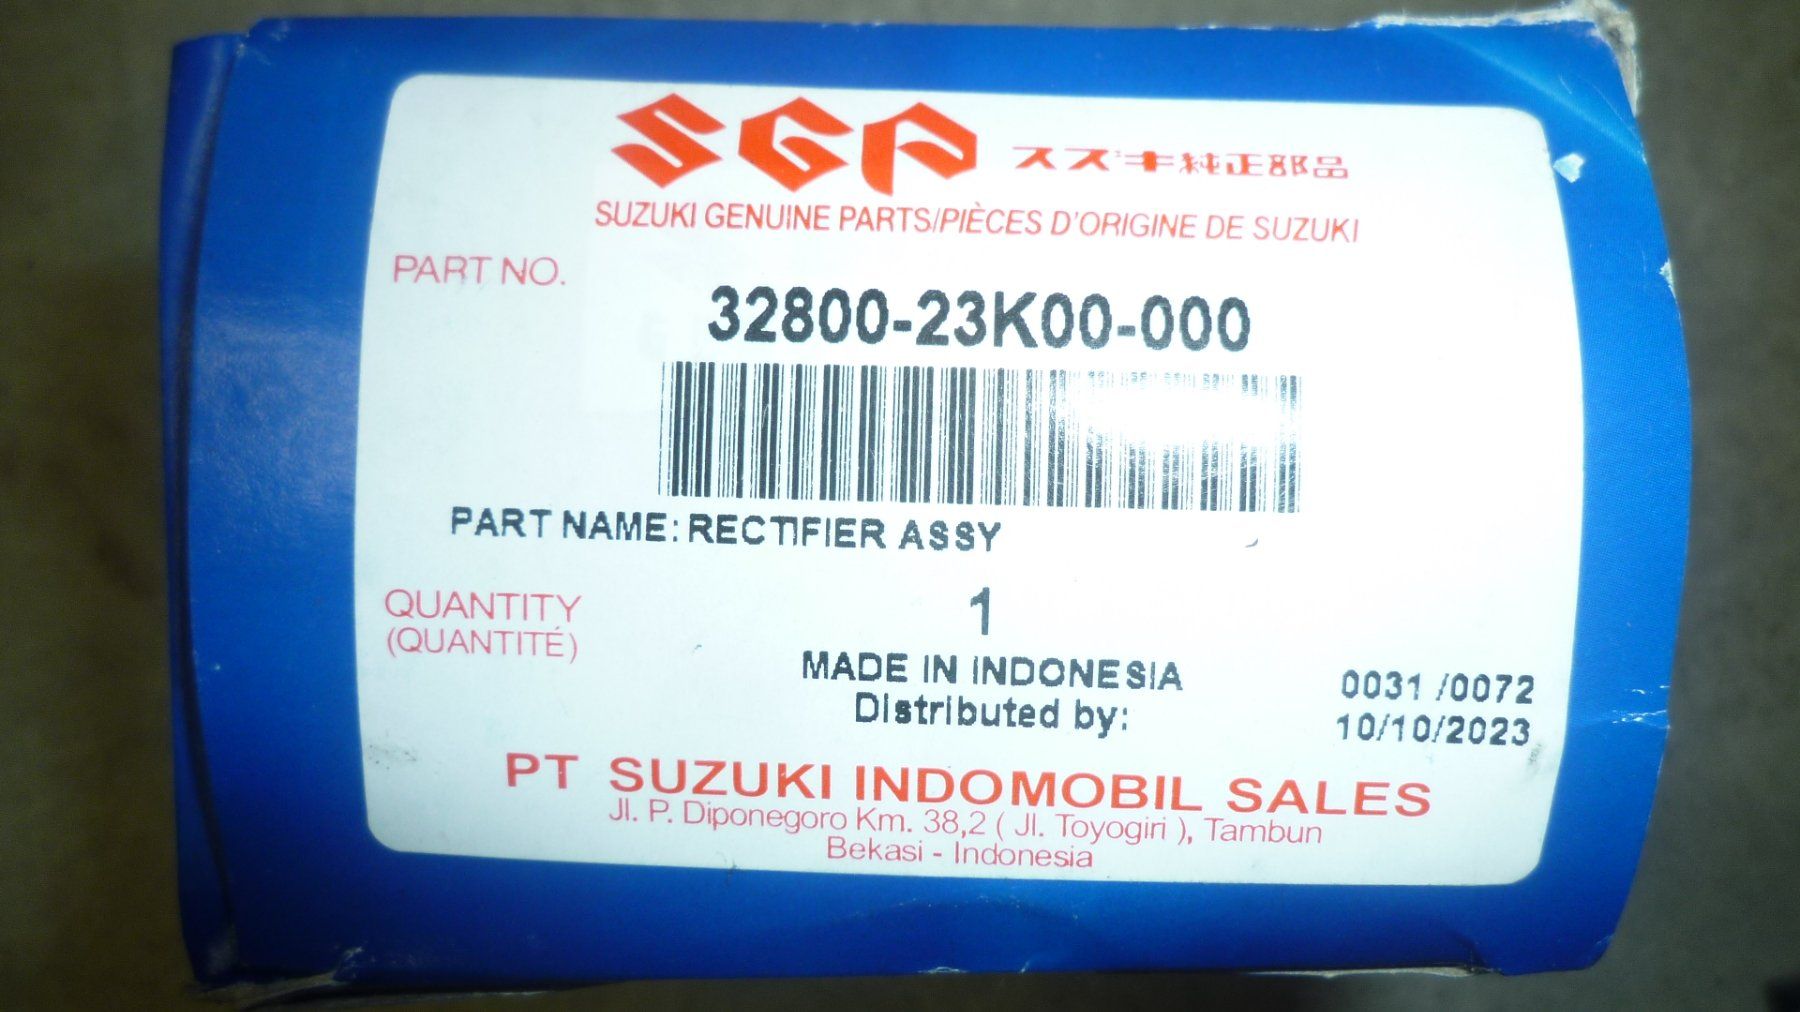 SGP スズキ純正部品
SUZUKI GENUINE PARTS/PIÈCES D'ORIGINE DE SUZUKI
PART NO.
32800-23K00-000
PART NAME: RECTIFIER ASSY
QUANTITY 1
(QUANTITÉ)
MADE IN INDONESIA 0031 /0072
Distributed by: 10/10/2023
PT SUZUKI INDOMOBIL SALES
Jl. P. Diponegoro Km. 38,2 ( Jl. Toyogiri ), Tambun
Bekasi - Indonesia